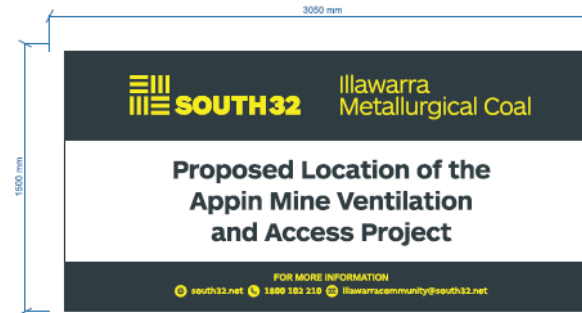 3050 mm
1500 mm
SOUTH32
Illawarra
Metallurgical Coal
Proposed Location of the
Appin Mine Ventilation
and Access Project
FOR MORE INFORMATION
south32.net 1800 102 210 illawarracommunity@south32.net